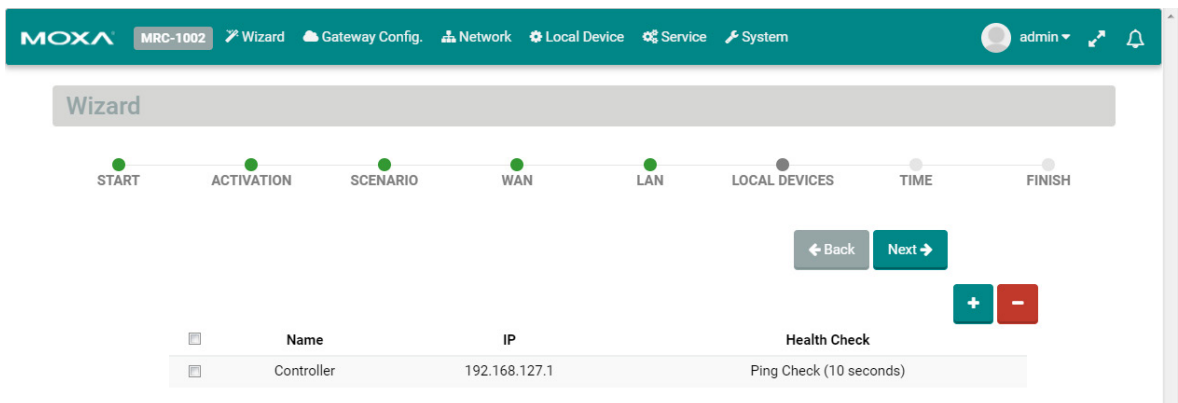 MOXA MRC-1002 Wizard Gateway Config. Network Local Device Service System admin
Wizard
START ACTIVATION SCENARIO WAN LAN LOCAL DEVICES TIME FINISH
Back Next
Name IP Health Check
Controller 192.168.127.1 Ping Check (10 seconds)